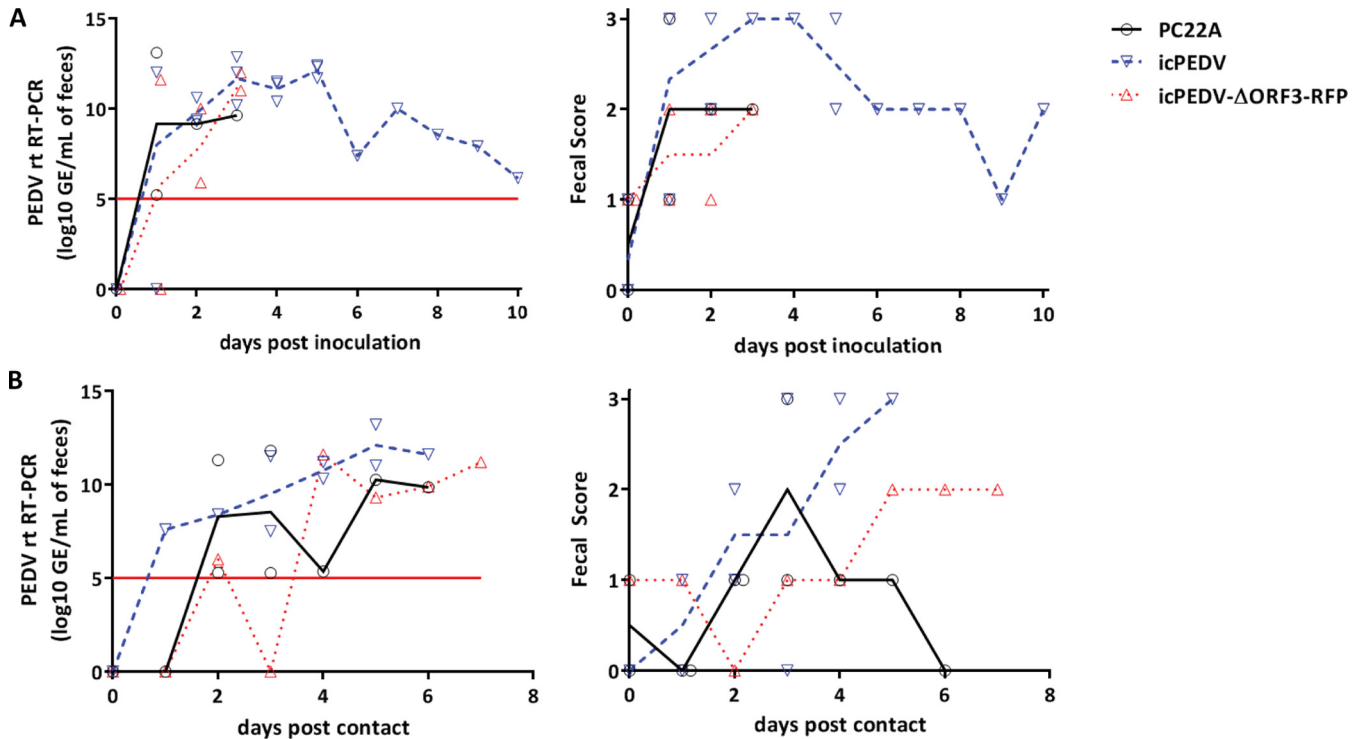 A
PEDV rt RT-PCR
(log10 GE/mL of feces)
15
10
5
0
0 2 4 6 8 10
days post inoculation
Fecal Score
3
2
1
0
0 2 4 6 8 10
days post inoculation
PC22A
icPEDV
icPEDV-ΔORF3-RFP
B
PEDV rt RT-PCR
(log10 GE/mL of feces)
15
10
5
0
0 2 4 6 8
days post contact
Fecal Score
3
2
1
0
0 2 4 6 8
days post contact